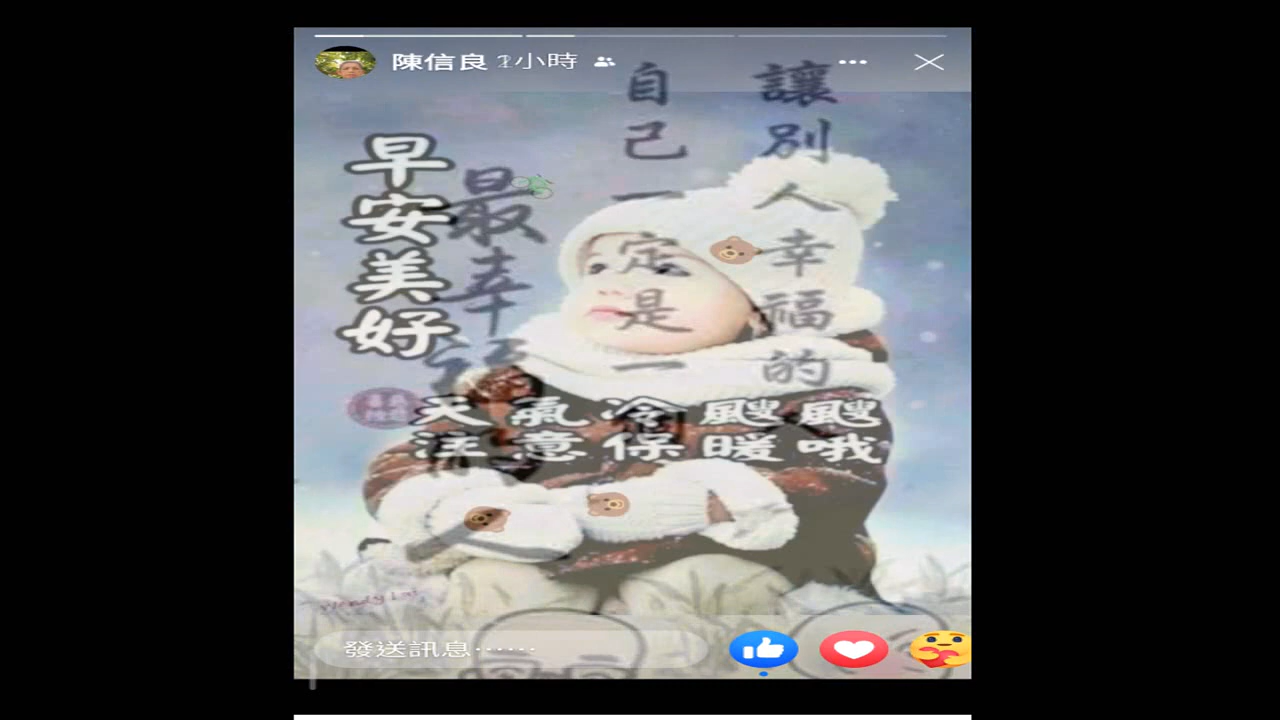 陳信良 小時
讓別人幸福的
自己一定是一
最幸
早安美好
天氣冷颼颼
注意保暖哦
發送訊息……